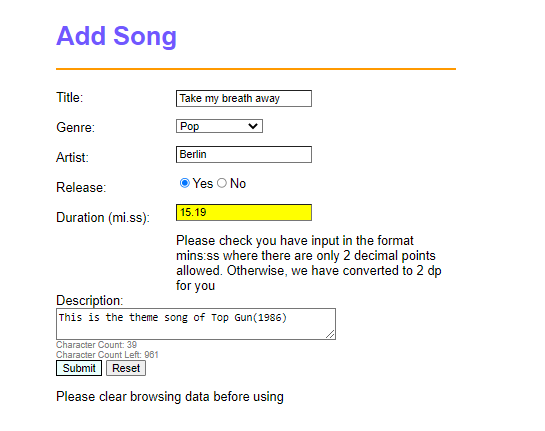 Add Song
Title: Take my breath away
Genre: Pop
Artist: Berlin
Release: Yes No
Duration (mi.ss): 15.19
Please check you have input in the format
mins:ss where there are only 2 decimal points
allowed. Otherwise, we have converted to 2 dp
for you
Description:
This is the theme song of Top Gun(1986)
Character Count: 39
Character Count Left: 961
Submit Reset
Please clear browsing data before using